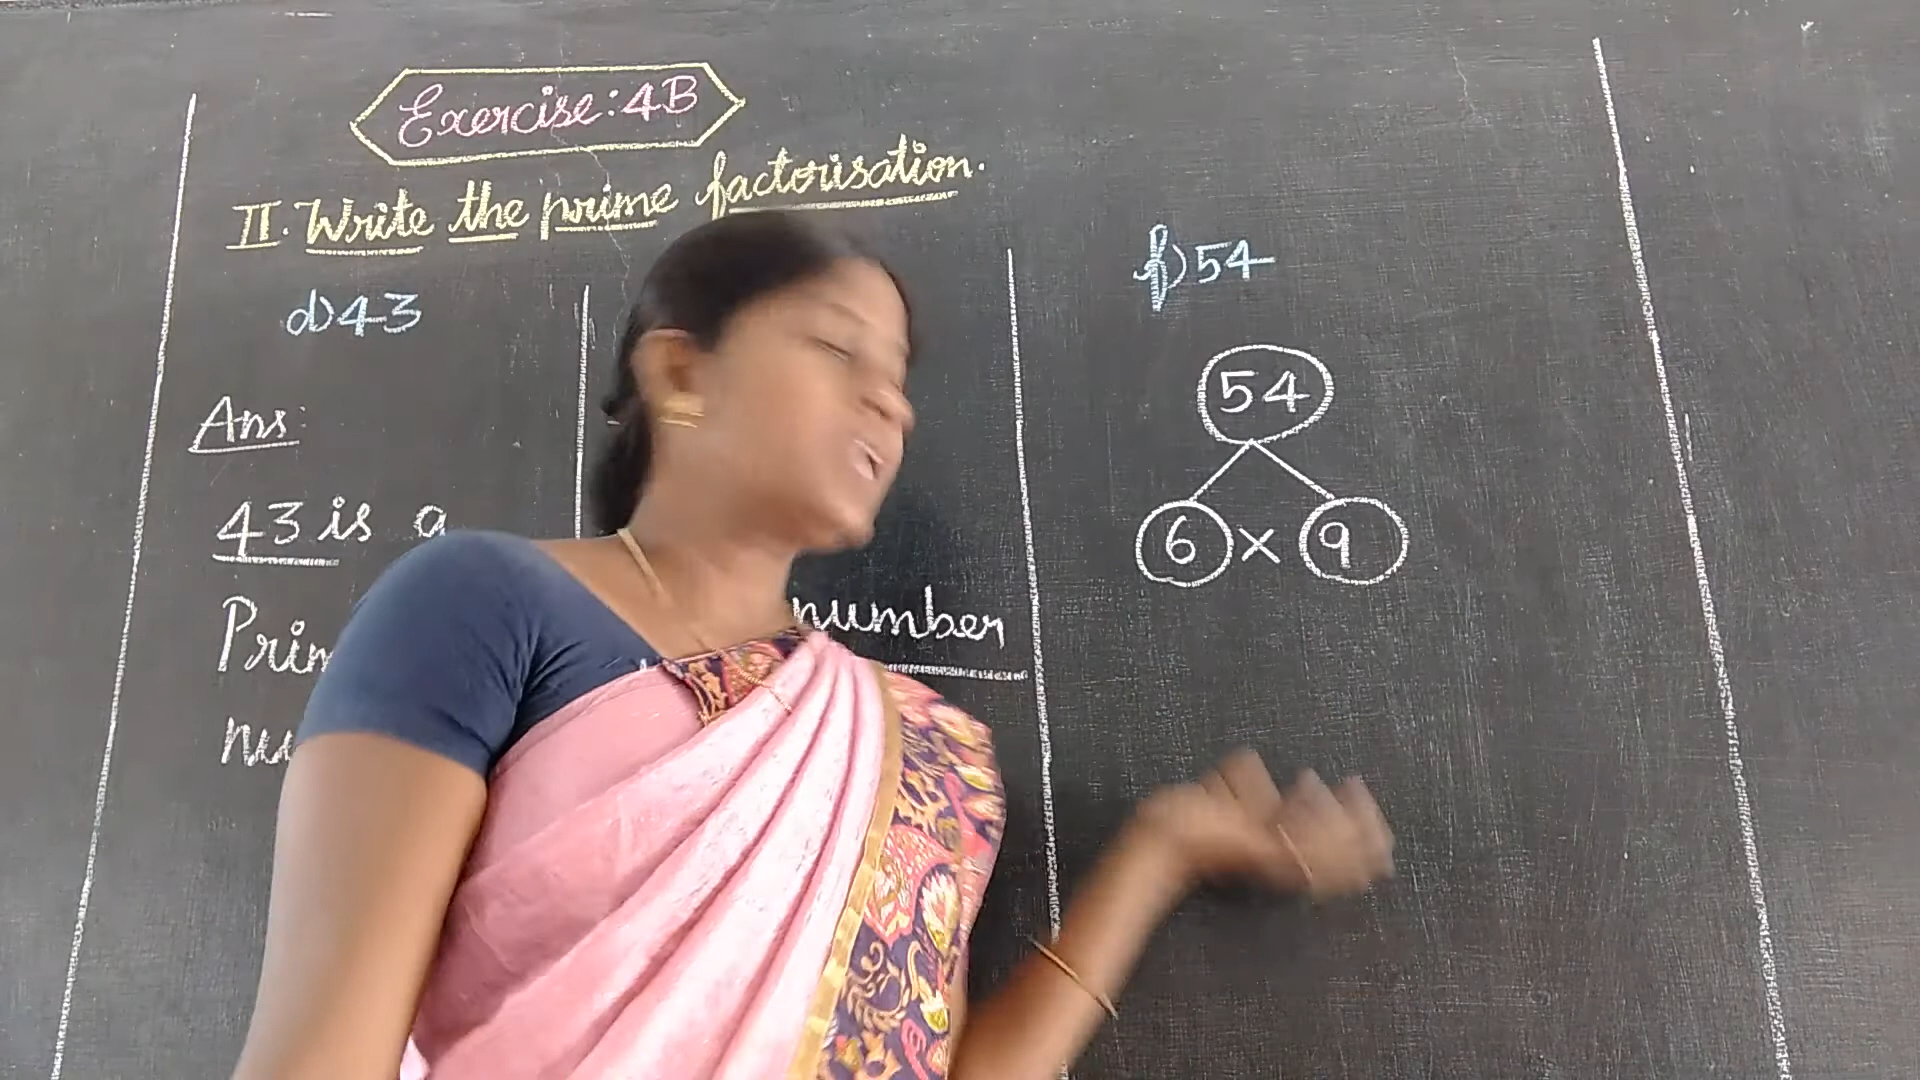 Exercise: 4B
II. Write the prime factorisation.
d) 43
Ans:
43 is a
number
f) 54
54
6 × 9